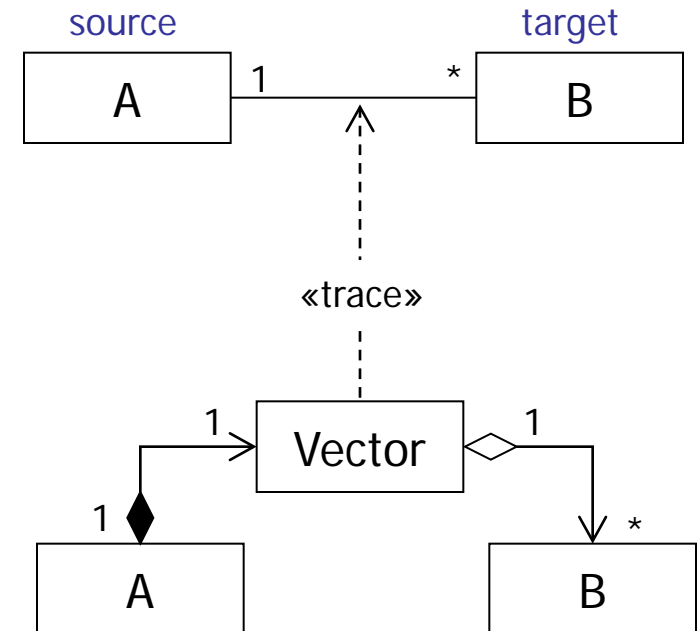 source target
A 1 * B
«trace»
1 Vector 1
1 *
A B